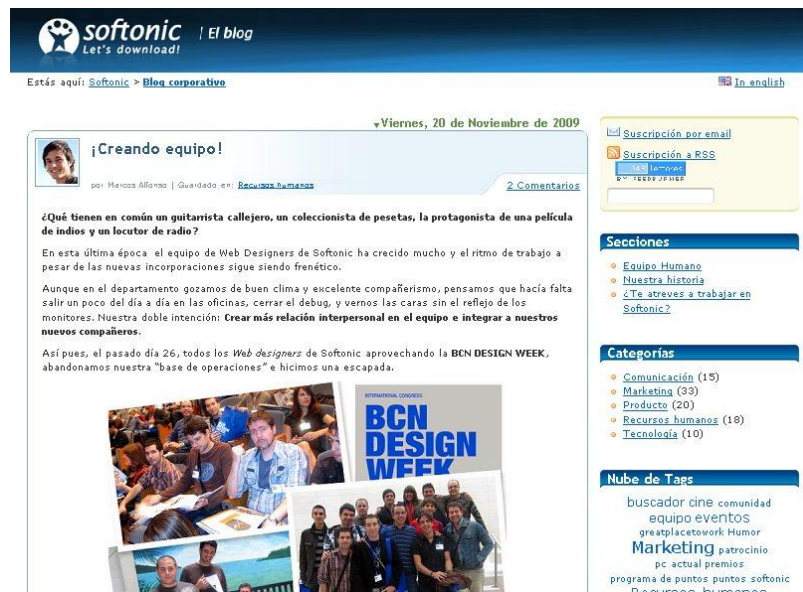 softonic
Let's download!
| El blog
Estás aquí: Softonic > Blog corporativo
In english
Viernes, 20 de Noviembre de 2009
¡Creando equipo!
por Marcos Alfonso | Guardado en: Recursos humanos
2 Comentarios
¿Qué tienen en común un guitarrista callejero, un coleccionista de pesetas, la protagonista de una película
de indios y un locutor de radio?
En esta última época el equipo de Web Designers de Softonic ha crecido mucho y el ritmo de trabajo a
pesar de las nuevas incorporaciones sigue siendo frenético.
Aunque en el departamento gozamos de buen clima y excelente compañerismo, pensamos que hacía falta
salir un poco del día a día en las oficinas, cerrar el debug, y vernos las caras sin el reflejo de los
monitores. Nuestra doble intención: Crear más relación interpersonal en el equipo e integrar a nuestros
nuevos compañeros.
Así pues, el pasado día 26, todos los Web designers de Softonic aprovechando la BCN DESIGN WEEK,
abandonamos nuestra "base de operaciones" e hicimos una escapada.
INTERNATIONAL CONGRESS
BCN
DESIGN
WEEK
Suscripción por email
Suscripción a RSS
lectores
BY FEEDBURNER
Secciones
Equipo Humano
Nuestra historia
¿Te atreves a trabajar en
Softonic?
Categorías
Comunicación (15)
Marketing (33)
Producto (20)
Recursos humanos (18)
Tecnología (10)
Nube de Tags
buscador cine comunidad
equipo eventos
greatplacetowork Humor
Marketing patrocinio
pc actual premios
programa de puntos puntos softonic
Recursos humanos